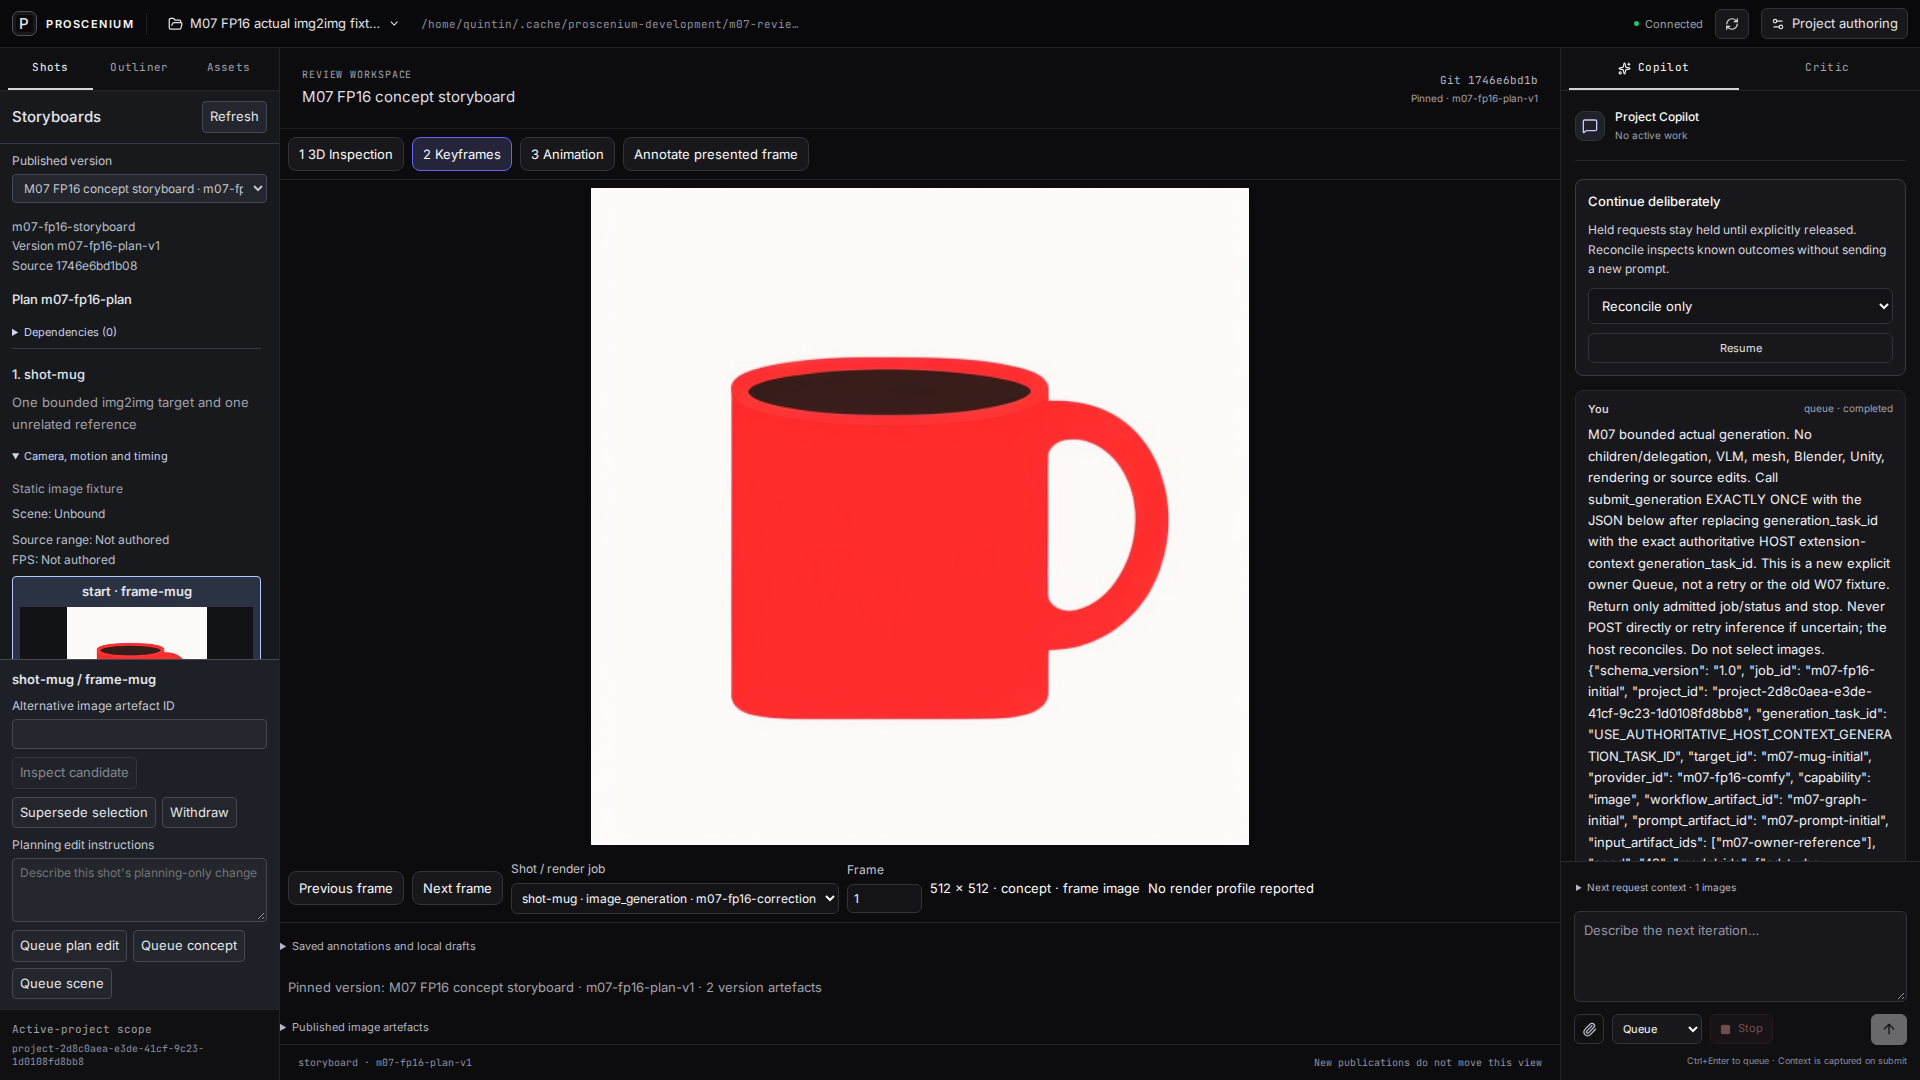 P PROSCENIUM
M07 FP16 actual img2img fixt...
/home/quintin/.cache/proscenium-development/m07-revie…
Connected
Project authoring
Shots Outliner Assets
Storyboards
Refresh
Published version
M07 FP16 concept storyboard · m07-fp
m07-fp16-storyboard
Version m07-fp16-plan-v1
Source 1746e6bd1b08
Plan m07-fp16-plan
Dependencies (0)
1. shot-mug
One bounded img2img target and one
unrelated reference
Camera, motion and timing
Static image fixture
Scene: Unbound
Source range: Not authored
FPS: Not authored
start · frame-mug
shot-mug / frame-mug
Alternative image artefact ID
Inspect candidate
Supersede selection Withdraw
Planning edit instructions
Describe this shot's planning-only change
Queue plan edit Queue concept
Queue scene
Active-project scope
project-2d8c0aea-e3de-41cf-9c23-
1d0108fd8bb8
REVIEW WORKSPACE
M07 FP16 concept storyboard
Git 1746e6bd1b
Pinned · m07-fp16-plan-v1
1 3D Inspection 2 Keyframes 3 Animation Annotate presented frame
Previous frame Next frame
Shot / render job
shot-mug · image_generation · m07-fp16-correction
Frame
1
512 × 512 · concept · frame image No render profile reported
Saved annotations and local drafts
Pinned version: M07 FP16 concept storyboard · m07-fp16-plan-v1 · 2 version artefacts
Published image artefacts
storyboard · m07-fp16-plan-v1
New publications do not move this view
Copilot Critic
Project Copilot
No active work
Continue deliberately
Held requests stay held until explicitly released.
Reconcile inspects known outcomes without sending
a new prompt.
Reconcile only
Resume
You queue · completed
M07 bounded actual generation. No
children/delegation, VLM, mesh, Blender, Unity,
rendering or source edits. Call
submit_generation EXACTLY ONCE with the
JSON below after replacing generation_task_id
with the exact authoritative HOST extension-
context generation_task_id. This is a new explicit
owner Queue, not a retry or the old W07 fixture.
Return only admitted job/status and stop. Never
POST directly or retry inference if uncertain; the
host reconciles. Do not select images.
{"schema_version": "1.0", "job_id": "m07-fp16-
initial", "project_id": "project-2d8c0aea-e3de-
41cf-9c23-1d0108fd8bb8", "generation_task_id":
"USE_AUTHORITATIVE_HOST_CONTEXT_GENERA
TION_TASK_ID", "target_id": "m07-mug-initial",
"provider_id": "m07-fp16-comfy", "capability":
"image", "workflow_artifact_id": "m07-graph-
initial", "prompt_artifact_id": "m07-prompt-initial",
"input_artifact_ids": ["m07-owner-reference"],
Next request context · 1 images
Describe the next iteration...
Queue
Stop
Ctrl+Enter to queue · Context is captured on submit